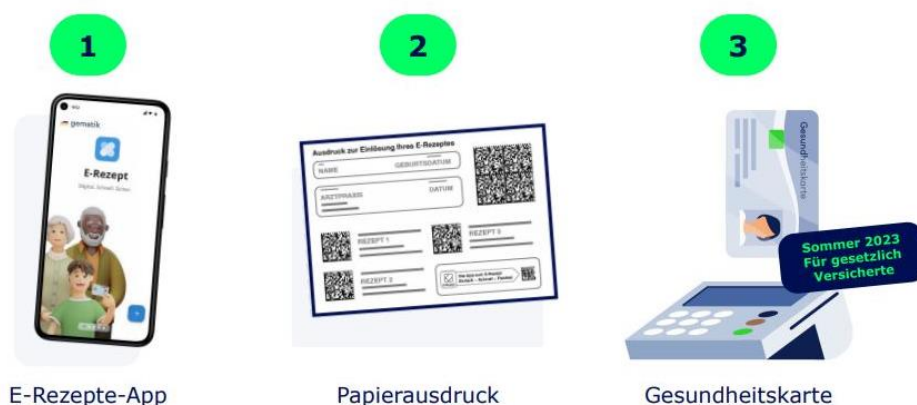 1
2
3
gematik
E-Rezept
Ausdruck zur Einlösung Ihres E-Rezeptes
NAME
GEBURTSDATUM
ARZTPRAXIS
DATUM
REZEPT 1
REZEPT 3
REZEPT 2
Gesundheitskarte
Sommer 2023
Für gesetzlich
Versicherte
E-Rezepte-App
Papierausdruck
Gesundheitskarte